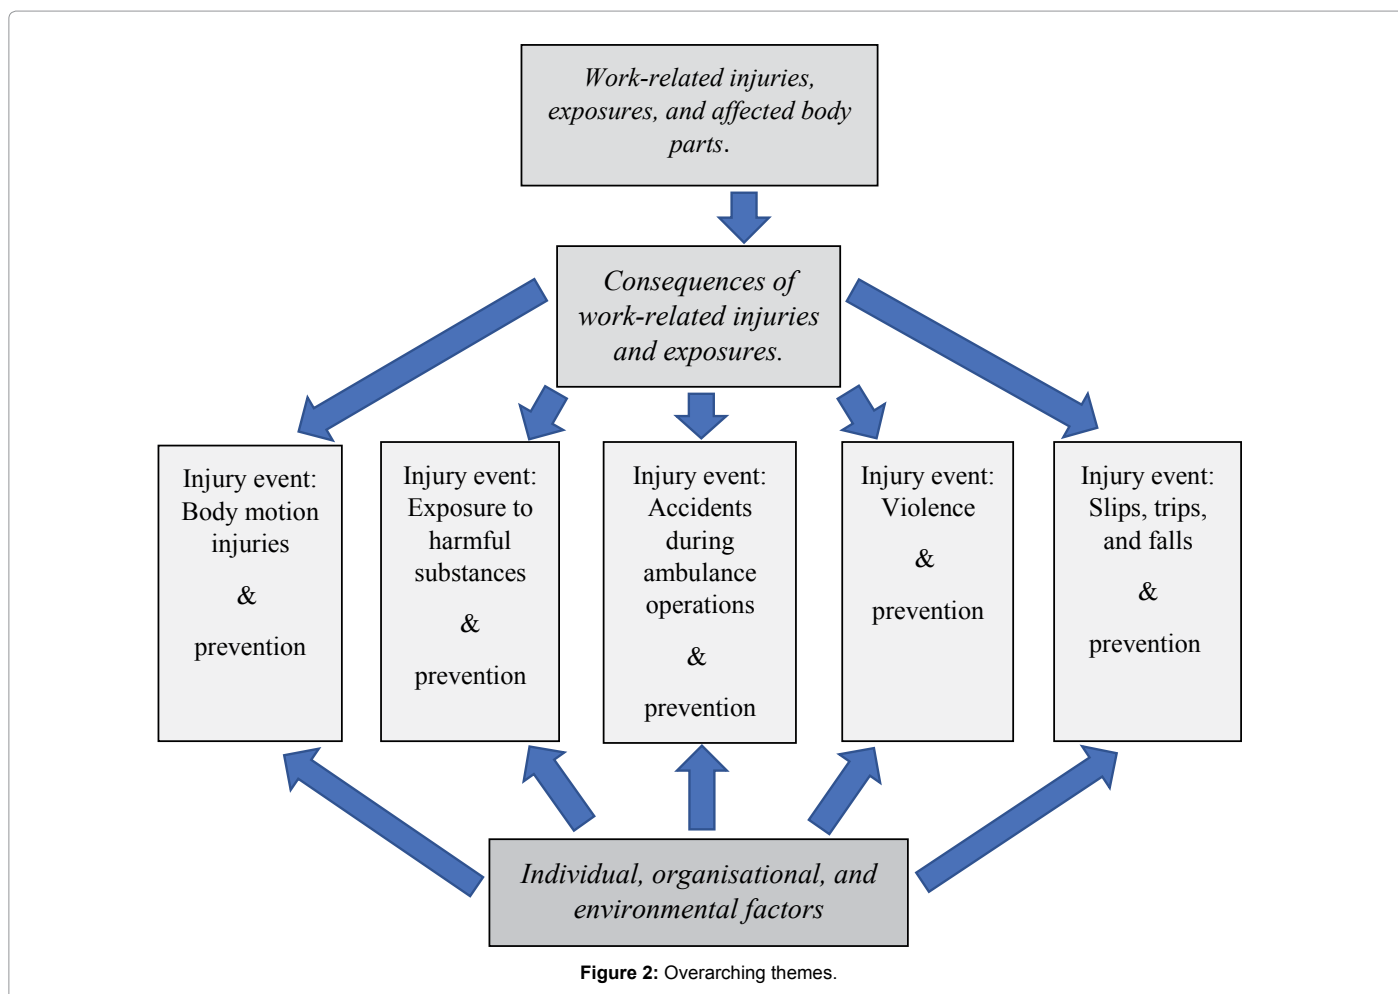 Work-related injuries,
exposures, and affected body
parts.
Consequences of
work-related injuries
and exposures.
Injury event:
Body motion
injuries
&
prevention
Injury event:
Exposure to
harmful
substances
&
prevention
Injury event:
Accidents
during
ambulance
operations
&
prevention
Injury event:
Violence
&
prevention
Injury event:
Slips, trips,
and falls
&
prevention
Individual, organisational, and
environmental factors
Figure 2: Overarching themes.